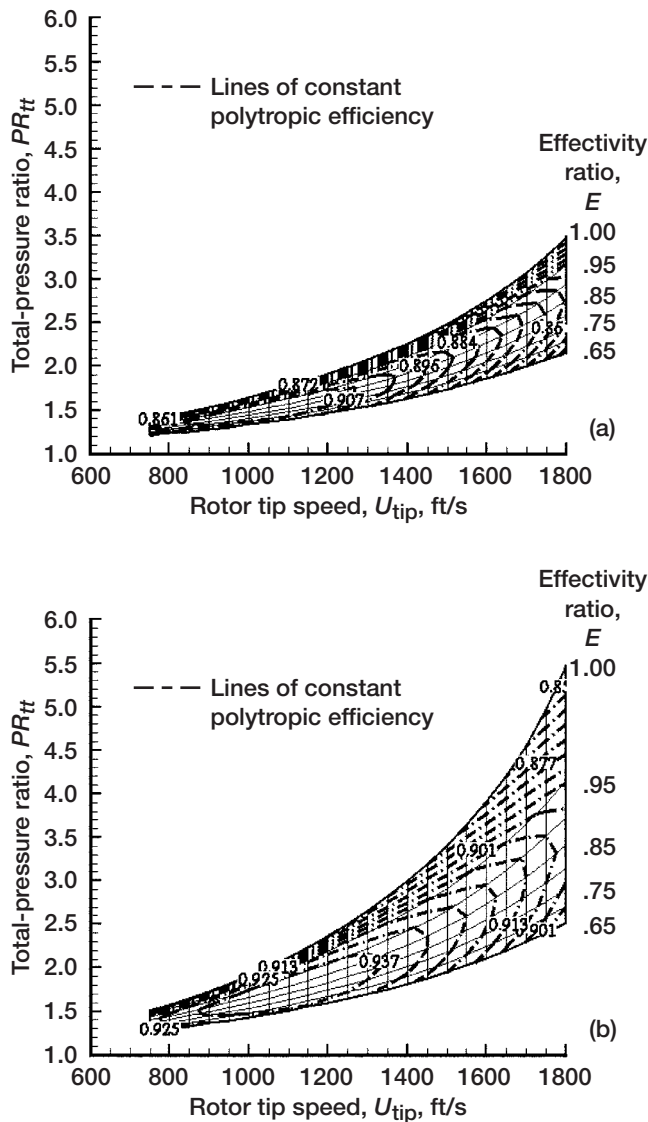 6.0
5.5
5.0
4.5
4.0
3.5
3.0
2.5
2.0
1.5
1.0
Total-pressure ratio, PRtt
Lines of constant
polytropic efficiency
Effectivity
ratio,
E
1.00
.95
.85
.75
.65
0.861
0.872
0.907
0.896
0.884
0.86
(a)
600 800 1000 1200 1400 1600 1800
Rotor tip speed, Utip, ft/s
6.0
5.5
5.0
4.5
4.0
3.5
3.0
2.5
2.0
1.5
1.0
Total-pressure ratio, PRtt
Lines of constant
polytropic efficiency
Effectivity
ratio,
E
1.00
.95
.85
.75
.65
0.8
0.877
0.901
0.913
0.925
0.937
0.913
.901
0.925
(b)
600 800 1000 1200 1400 1600 1800
Rotor tip speed, Utip, ft/s